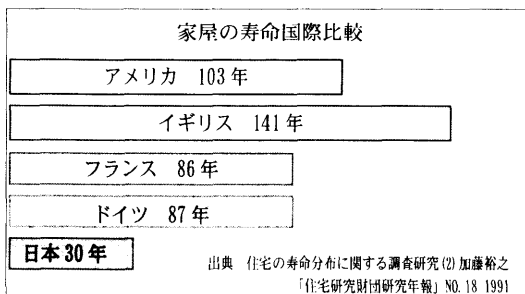 家屋の寿命国際比較
アメリカ 103年
イギリス 141年
フランス 86年
ドイツ 87年
日本30年
出典 住宅の寿命分布に関する調査研究(2)加藤裕之
「住宅研究財団研究年報」NO. 18 1991